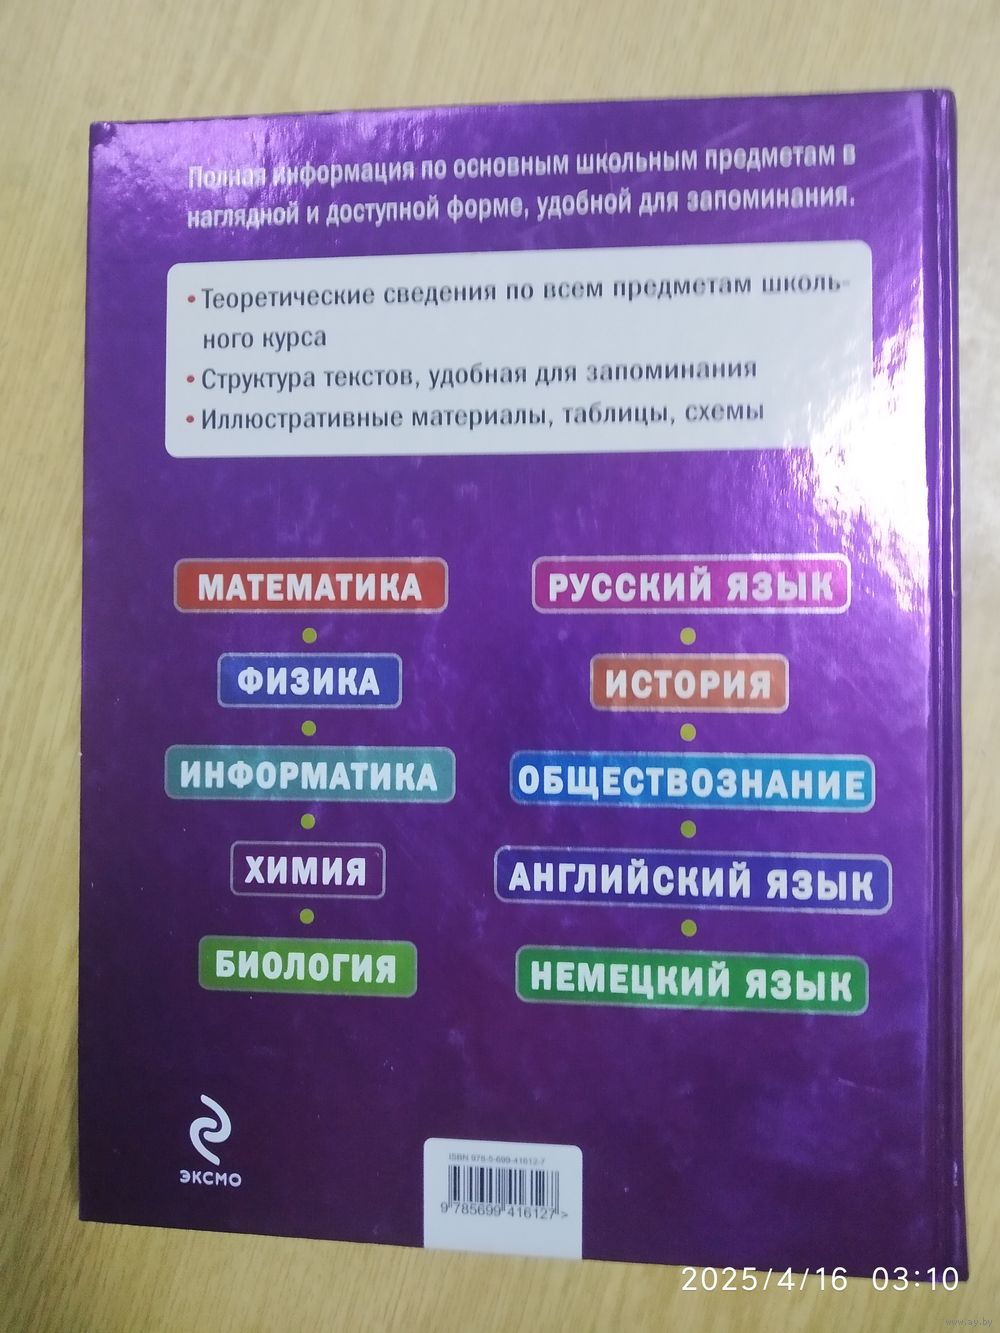 Полная информация по основным школьным предметам в
наглядной и доступной форме, удобной для запоминания.
• Теоретические сведения по всем предметам школь-
ного курса
• Структура текстов, удобная для запоминания
• Иллюстративные материалы, таблицы, схемы
МАТЕМАТИКА
ФИЗИКА
ИНФОРМАТИКА
ХИМИЯ
БИОЛОГИЯ
РУССКИЙ ЯЗЫК
ИСТОРИЯ
ОБЩЕСТВОЗНАНИЕ
АНГЛИЙСКИЙ ЯЗЫК
НЕМЕЦКИЙ ЯЗЫК
ЭКСМО
ISBN 978-5-699-41612-7
9 785699 416127 >
2025/4/16 03:10
www.ay.by